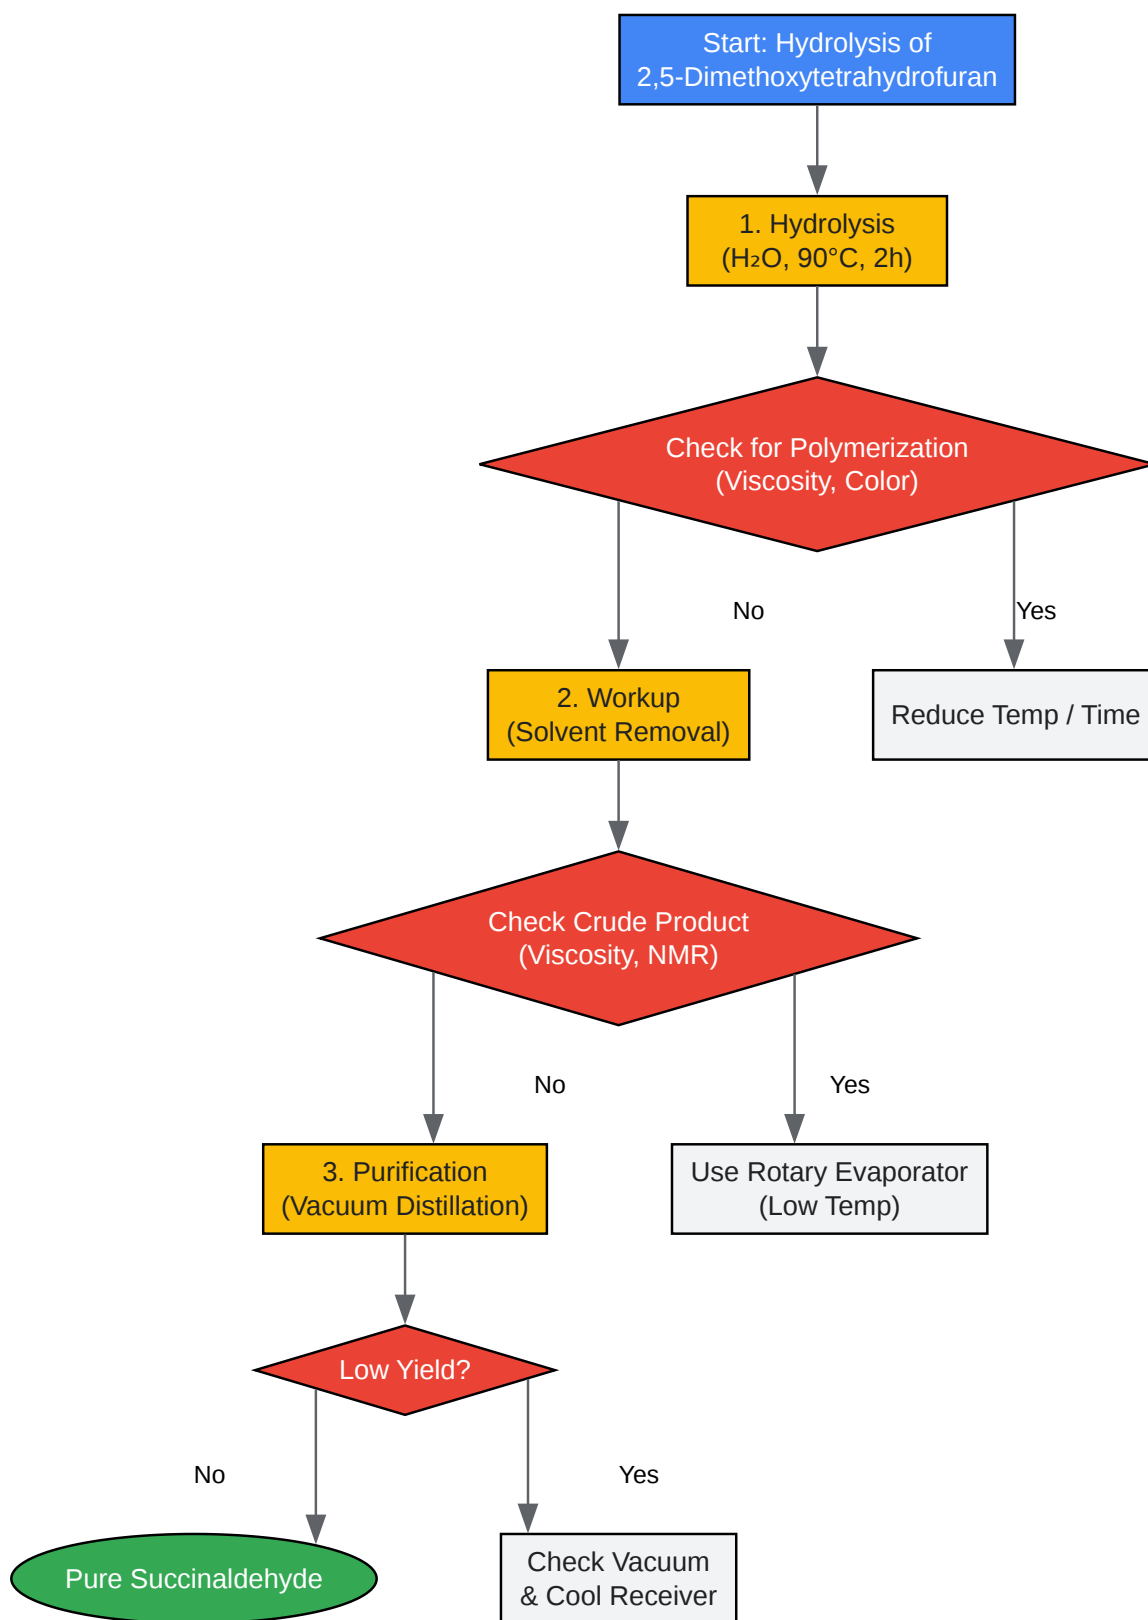 Start: Hydrolysis of
2,5-Dimethoxytetrahydrofuran
1. Hydrolysis
(H₂O, 90°C, 2h)
Check for Polymerization
(Viscosity, Color)
No
Yes
2. Workup
(Solvent Removal)
Reduce Temp / Time
Check Crude Product
(Viscosity, NMR)
No
Yes
3. Purification
(Vacuum Distillation)
Use Rotary Evaporator
(Low Temp)
Low Yield?
No
Yes
Pure Succinaldehyde
Check Vacuum
& Cool Receiver